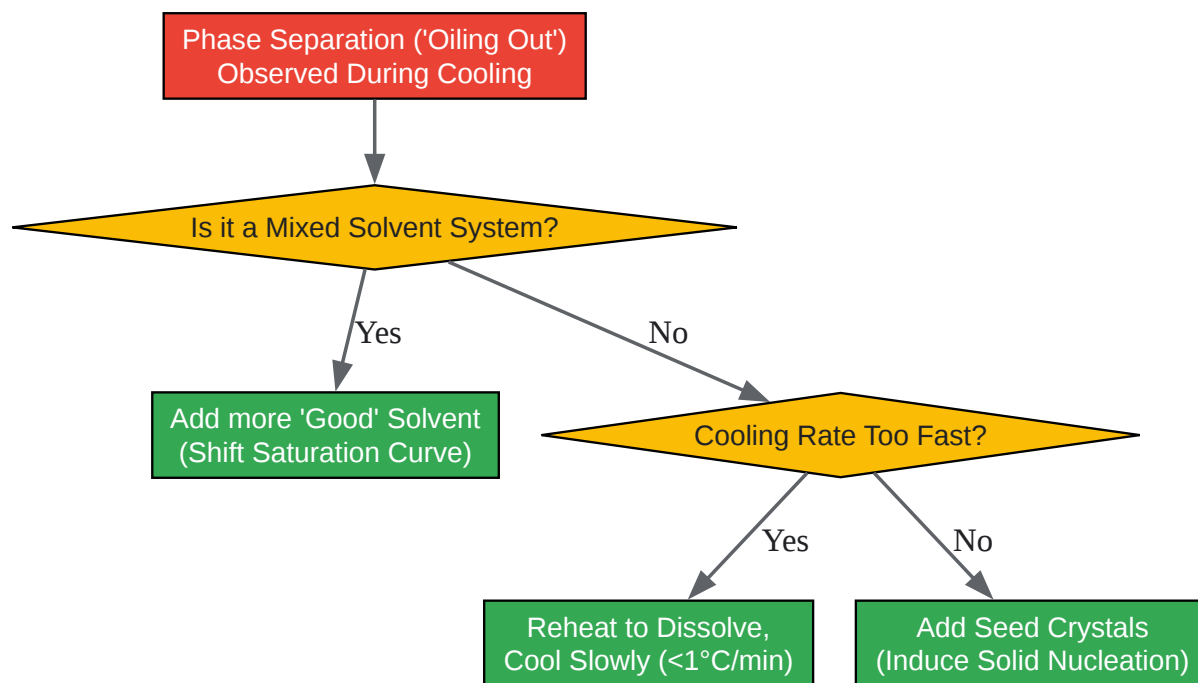 Phase Separation ('Oiling Out')
Observed During Cooling
Is it a Mixed Solvent System?
Yes
No
Add more 'Good' Solvent
(Shift Saturation Curve)
Cooling Rate Too Fast?
Yes
No
Reheat to Dissolve,
Cool Slowly (<1°C/min)
Add Seed Crystals
(Induce Solid Nucleation)